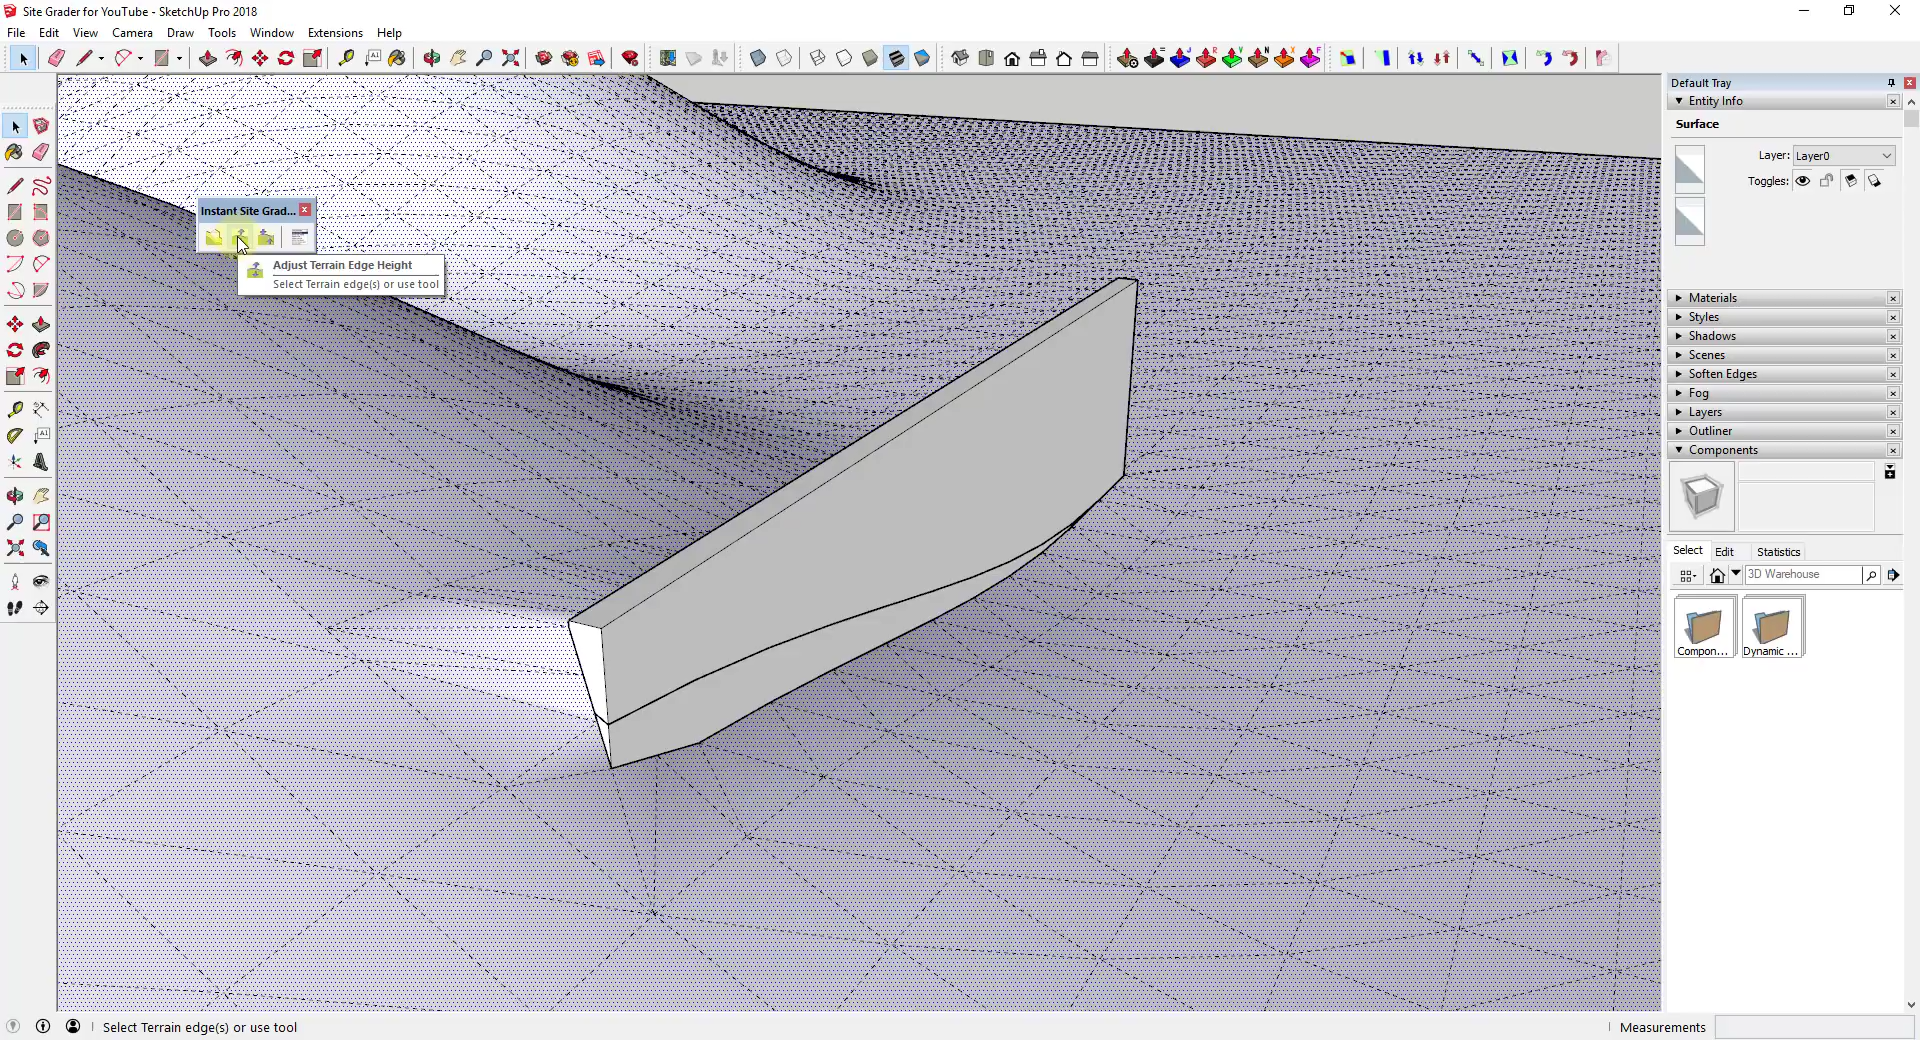 Site Grader for YouTube - SketchUp Pro 2018
File Edit View Camera Draw Tools Window Extensions Help
Default Tray
Entity Info
Surface
Layer: Layer0
Toggles:
Instant Site Grad...
Adjust Terrain Edge Height
Select Terrain edge(s) or use tool
Materials
Styles
Shadows
Scenes
Soften Edges
Fog
Layers
Outliner
Components
Select Edit Statistics
3D Warehouse
Compon... Dynamic ...
Select Terrain edge(s) or use tool
Measurements